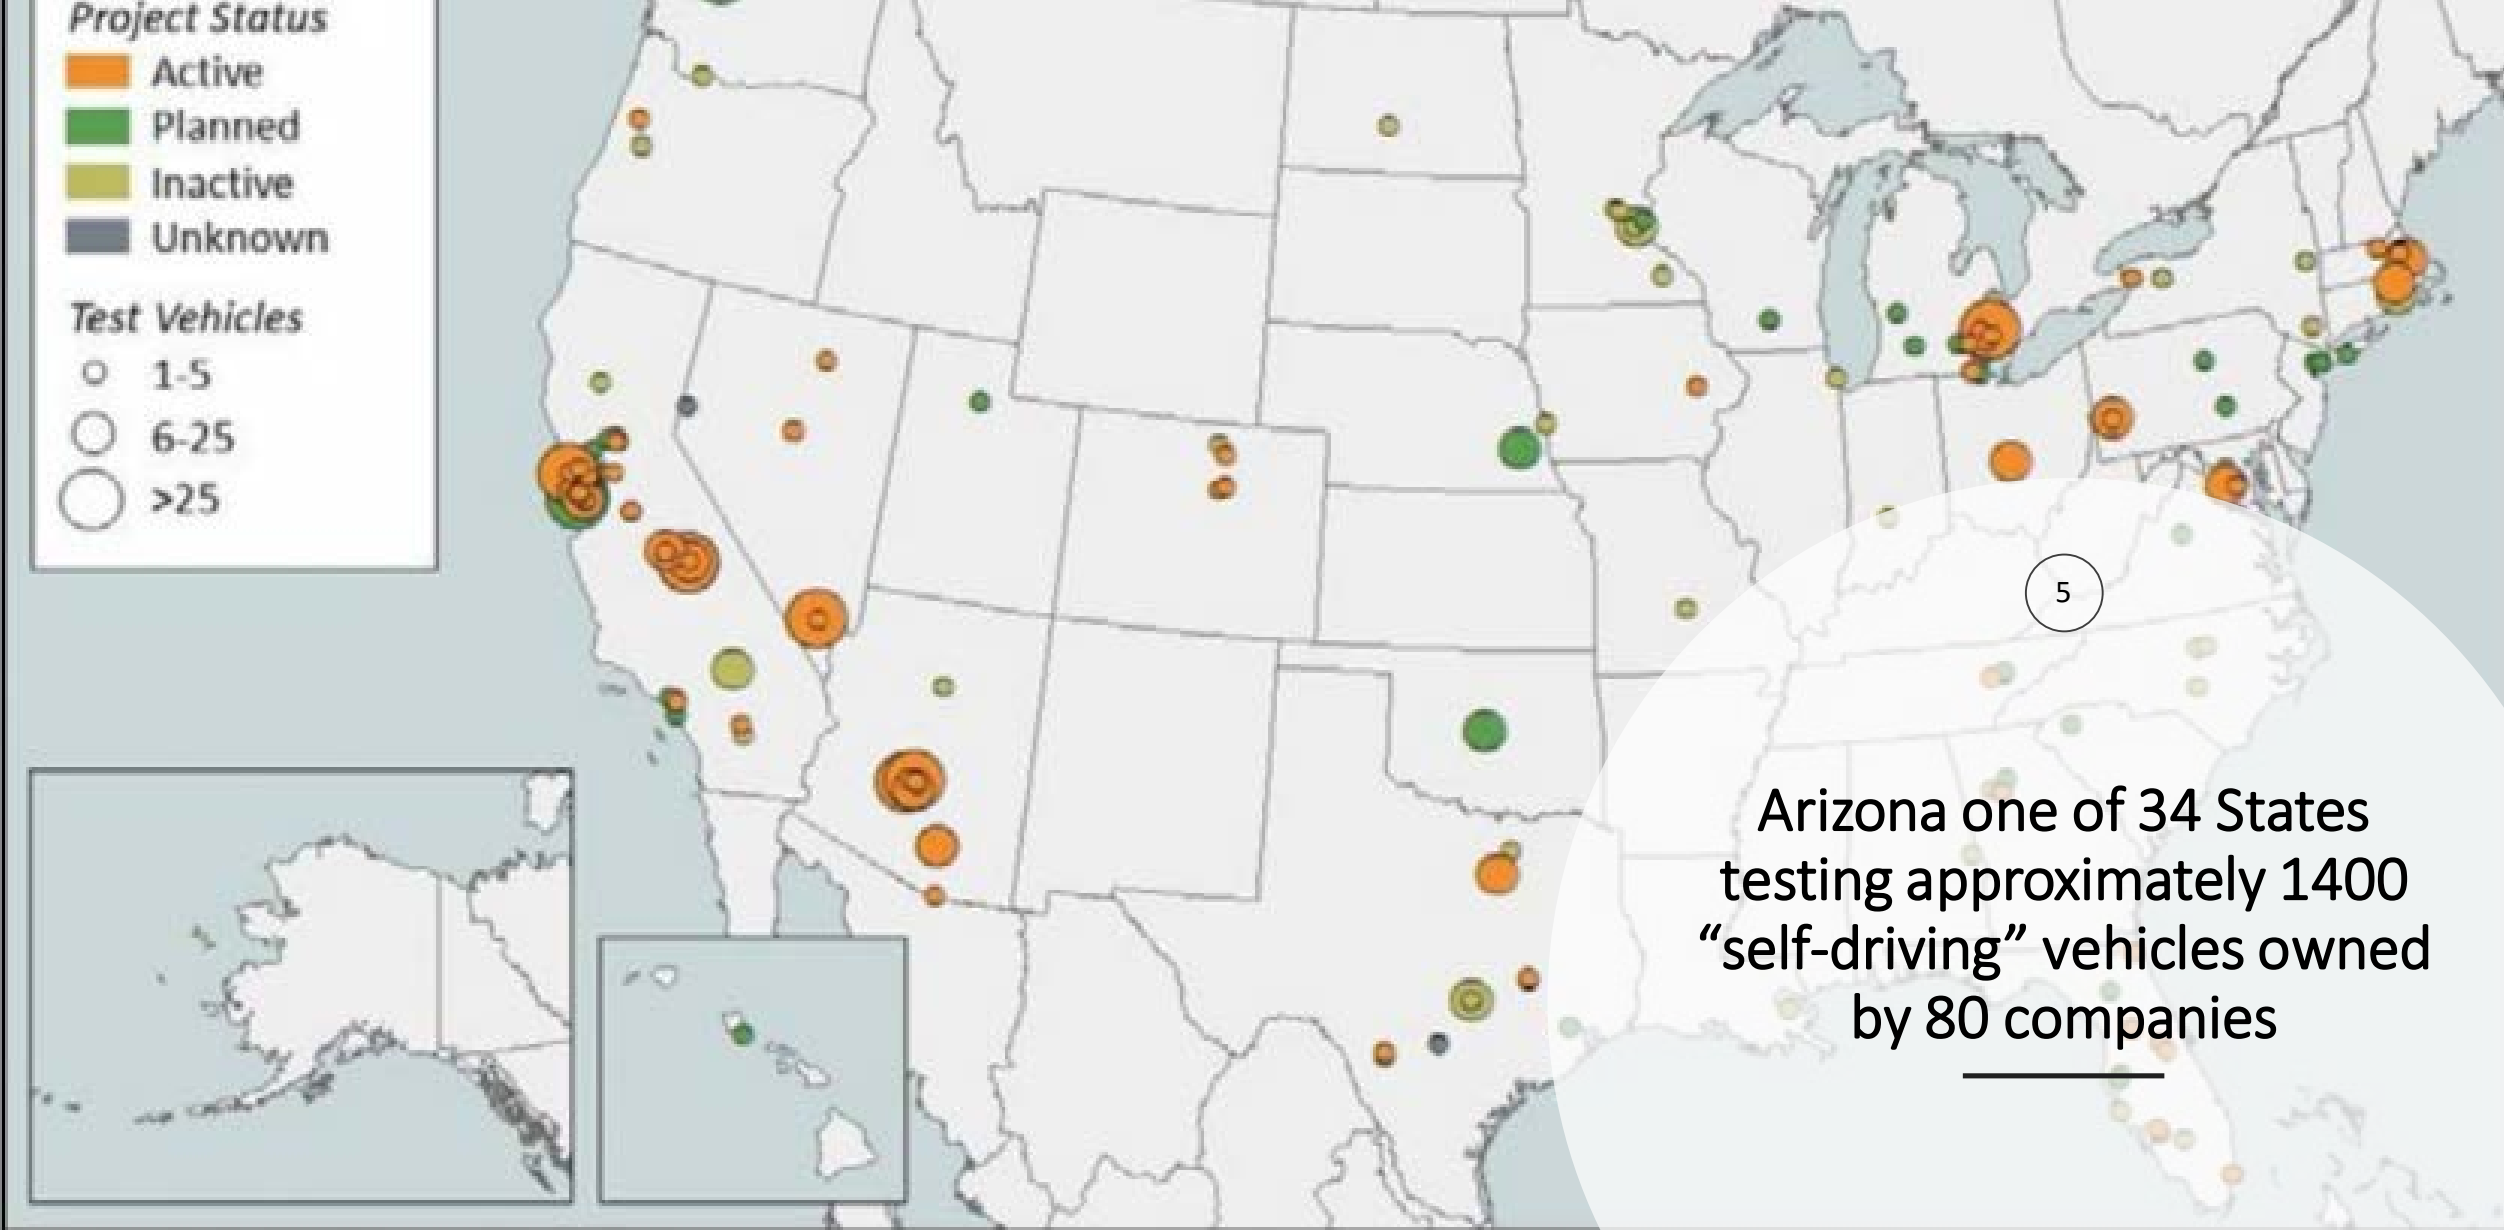 Project Status
Active
Planned
Inactive
Unknown
Test Vehicles
1-5
6-25
>25
5
Arizona one of 34 States
testing approximately 1400
“self-driving” vehicles owned
by 80 companies